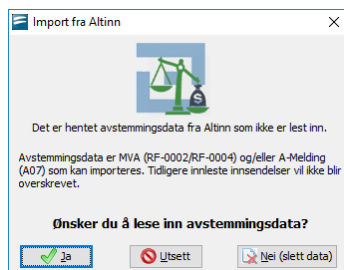 Import fra Altinn
Det er hentet avstemmingsdata fra Altinn som ikke er lest inn.
Avstemmingsdata er MVA (RF-0002/RF-0004) og/eller A-Melding
(A07) som kan importeres. Tidligere innleste innsendelser vil ikke blir
overskrevet.
Ønsker du å lese inn avstemmingsdata?
Ja Utsett Nei (slett data)